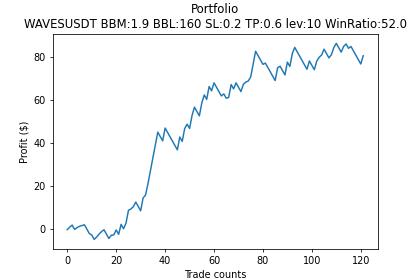 Portfolio
WAVESUSDT BBM:1.9 BBL:160 SL:0.2 TP:0.6 lev:10 WinRatio:52.0
Profit ($)
80
60
40
20
0
0 20 40 60 80 100 120
Trade counts